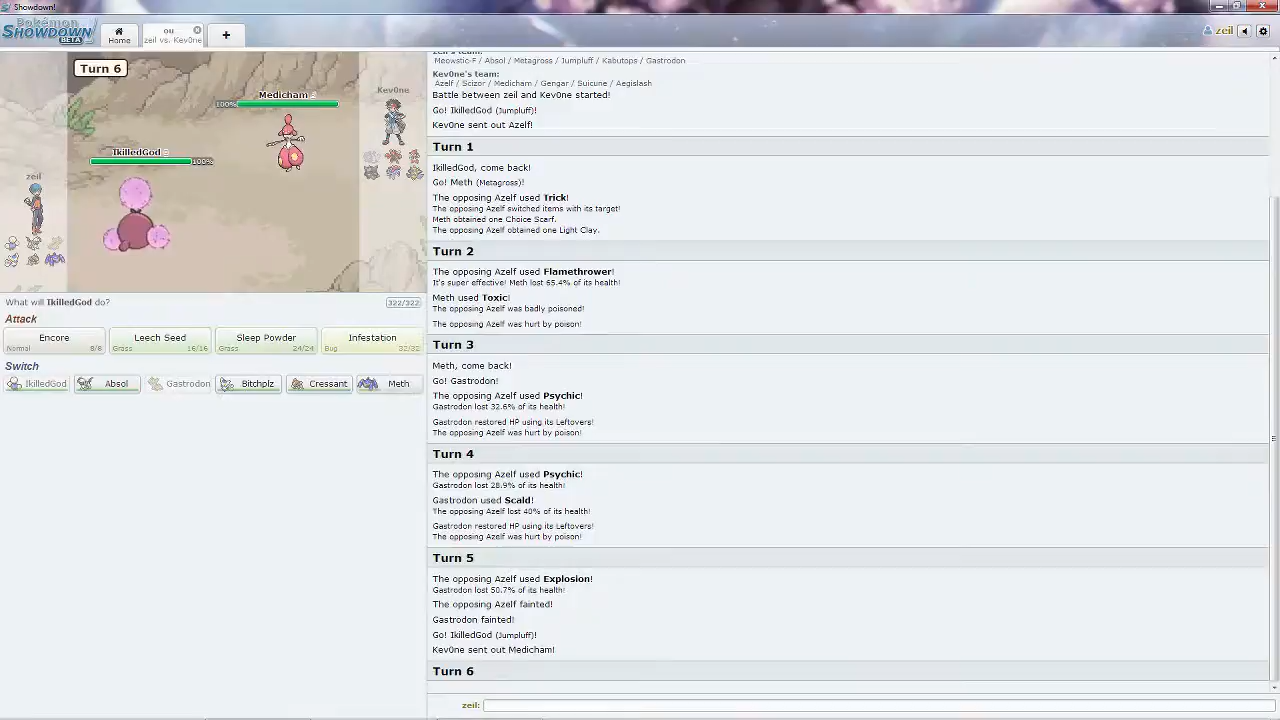 Showdown!
Pokémon
SHOWDOWN
BETA
Home
ou
zeil vs. Kev0ne
+
zeil
Turn 6
Medicham
100%
Kev0ne
IkilledGod
100%
zeil
What will IkilledGod do?
322/322
Attack
Encore
Normal 8/8
Leech Seed
Grass 16/16
Sleep Powder
Grass 24/24
Infestation
Bug 32/32
Switch
IkilledGod
Absol
Gastrodon
Bitchplz
Cressant
Meth
zeil's team:
Meowstic-F / Absol / Metagross / Jumpluff / Kabutops / Gastrodon
Kev0ne's team:
Azelf / Scizor / Medicham / Gengar / Suicune / Aegislash
Battle between zeil and Kev0ne started!
Go! IkilledGod (Jumpluff)!
Kev0ne sent out Azelf!
Turn 1
IkilledGod, come back!
Go! Meth (Metagross)!
The opposing Azelf used Trick!
The opposing Azelf switched items with its target!
Meth obtained one Choice Scarf.
The opposing Azelf obtained one Light Clay.
Turn 2
The opposing Azelf used Flamethrower!
It's super effective! Meth lost 65.4% of its health!
Meth used Toxic!
The opposing Azelf was badly poisoned!
The opposing Azelf was hurt by poison!
Turn 3
Meth, come back!
Go! Gastrodon!
The opposing Azelf used Psychic!
Gastrodon lost 32.6% of its health!
Gastrodon restored HP using its Leftovers!
The opposing Azelf was hurt by poison!
Turn 4
The opposing Azelf used Psychic!
Gastrodon lost 28.9% of its health!
Gastrodon used Scald!
The opposing Azelf lost 40% of its health!
Gastrodon restored HP using its Leftovers!
The opposing Azelf was hurt by poison!
Turn 5
The opposing Azelf used Explosion!
Gastrodon lost 50.7% of its health!
The opposing Azelf fainted!
Gastrodon fainted!
Go! IkilledGod (Jumpluff)!
Kev0ne sent out Medicham!
Turn 6
zeil: